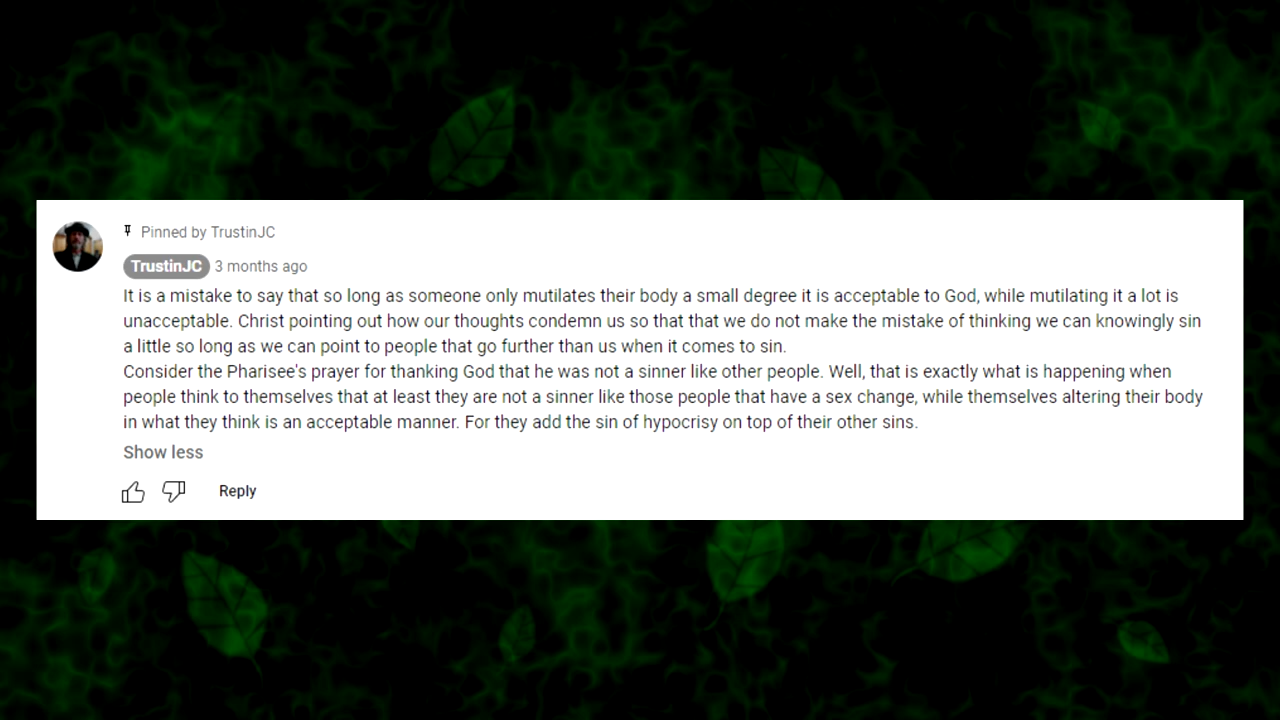 Pinned by TrustinJC
TrustinJC 3 months ago
It is a mistake to say that so long as someone only mutilates their body a small degree it is acceptable to God, while mutilating it a lot is
unacceptable. Christ pointing out how our thoughts condemn us so that that we do not make the mistake of thinking we can knowingly sin
a little so long as we can point to people that go further than us when it comes to sin.
Consider the Pharisee's prayer for thanking God that he was not a sinner like other people. Well, that is exactly what is happening when
people think to themselves that at least they are not a sinner like those people that have a sex change, while themselves altering their body
in what they think is an acceptable manner. For they add the sin of hypocrisy on top of their other sins.
Show less
Reply